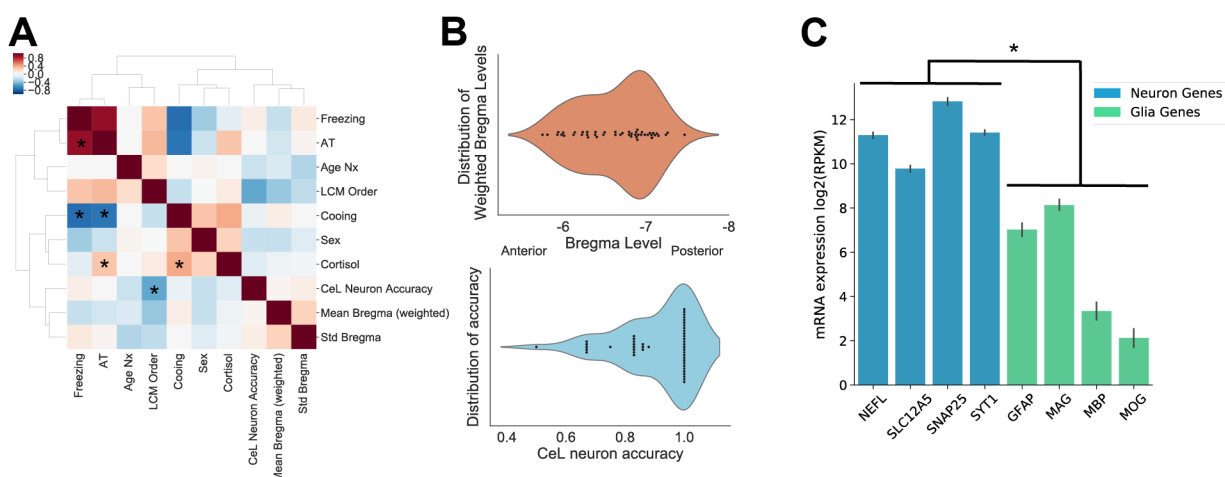 A
0.8
0.4
0.0
−0.4
−0.8
Freezing
AT
Age Nx
LCM Order
Cooing
Sex
Cortisol
CeL Neuron Accuracy
Mean Bregma (weighted)
Std Bregma
*
* *
* *
*
Freezing
AT
Age Nx
LCM Order
Cooing
Sex
Cortisol
CeL Neuron Accuracy
Mean Bregma (weighted)
Std Bregma
B
Distribution of
Weighted Bregma Levels
-6 -7 -8
Anterior Bregma Level Posterior
Distribution of accuracy
0.4 0.6 0.8 1.0
CeL neuron accuracy
C
*
Neuron Genes
Glia Genes
mRNA expression log2(RPKM)
12
10
8
6
4
2
0
NEFL
SLC12A5
SNAP25
SYT1
GFAP
MAG
MBP
MOG